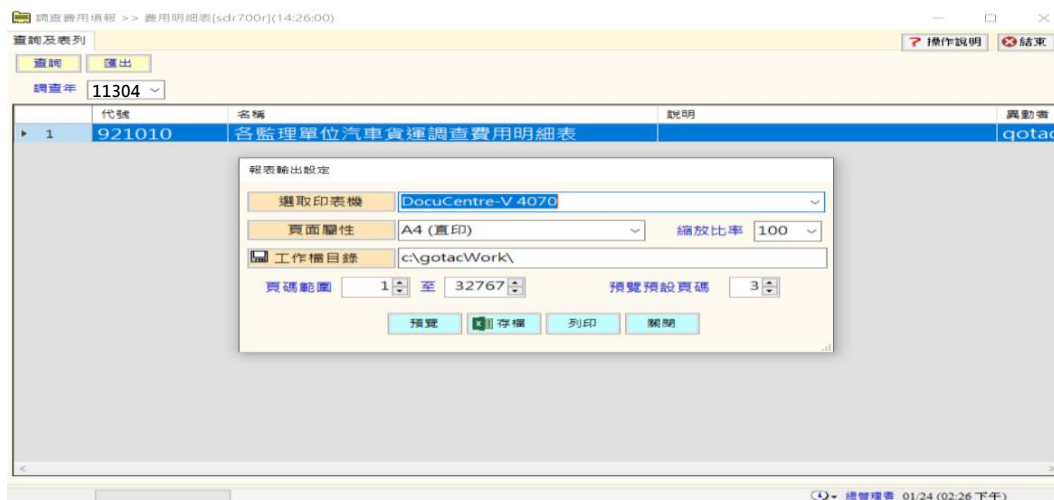 調查費用填報 >> 費用明細表[sdr700r](14:26:00)
查詢及表列
? 操作說明 結束
查詢 匯出
調查年 11304
代號 名稱 說明 異動者
1 921010 各監理單位汽車貨運調查費用明細表 gotac
報表輸出設定
選取印表機 DocuCentre-V 4070
頁面屬性 A4 (直印) 縮放比率 100
工作檔目錄 c:\gotacWork\
頁碼範圍 1 至 32767 預覽預設頁碼 3
預覽 存檔 列印 關閉
總管理者 01/24 (02:26 下午)